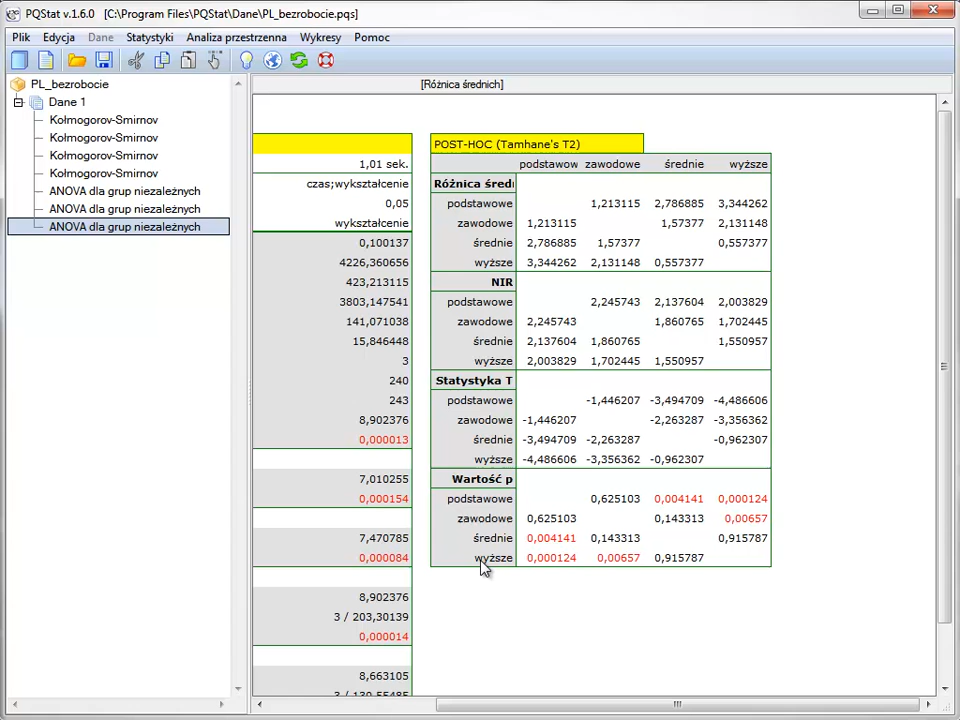 PQStat v.1.6.0    [C:\Program Files\PQStat\Dane\PL_bezrobocie.pqs]
Plik Edycja Dane Statystyki Analiza przestrzenna Wykresy Pomoc
PL_bezrobocie
Dane 1
Kołmogorov-Smirnov
Kołmogorov-Smirnov
Kołmogorov-Smirnov
Kołmogorov-Smirnov
ANOVA dla grup niezależnych
ANOVA dla grup niezależnych
ANOVA dla grup niezależnych
[Różnica średnich]
1,01 sek.
czas;wykształcenie
0,05
wykształcenie
0,100137
4226,360656
423,213115
3803,147541
141,071038
15,846448
3
240
243
8,902376
0,000013
7,010255
0,000154
7,470785
0,000084
8,902376
3 / 203,30139
0,000014
8,663105
3 / 130,55485
POST-HOC (Tamhane's T2)
podstawow zawodowe średnie wyższe
Różnica śred
podstawowe 1,213115 2,786885 3,344262
zawodowe 1,213115 1,57377 2,131148
średnie 2,786885 1,57377 0,557377
wyższe 3,344262 2,131148 0,557377
NIR
podstawowe 2,245743 2,137604 2,003829
zawodowe 2,245743 1,860765 1,702445
średnie 2,137604 1,860765 1,550957
wyższe 2,003829 1,702445 1,550957
Statystyka T
podstawowe -1,446207 -3,494709 -4,486606
zawodowe -1,446207 -2,263287 -3,356362
średnie -3,494709 -2,263287 -0,962307
wyższe -4,486606 -3,356362 -0,962307
Wartość p
podstawowe 0,625103 0,004141 0,000124
zawodowe 0,625103 0,143313 0,00657
średnie 0,004141 0,143313 0,915787
wyższe 0,000124 0,00657 0,915787